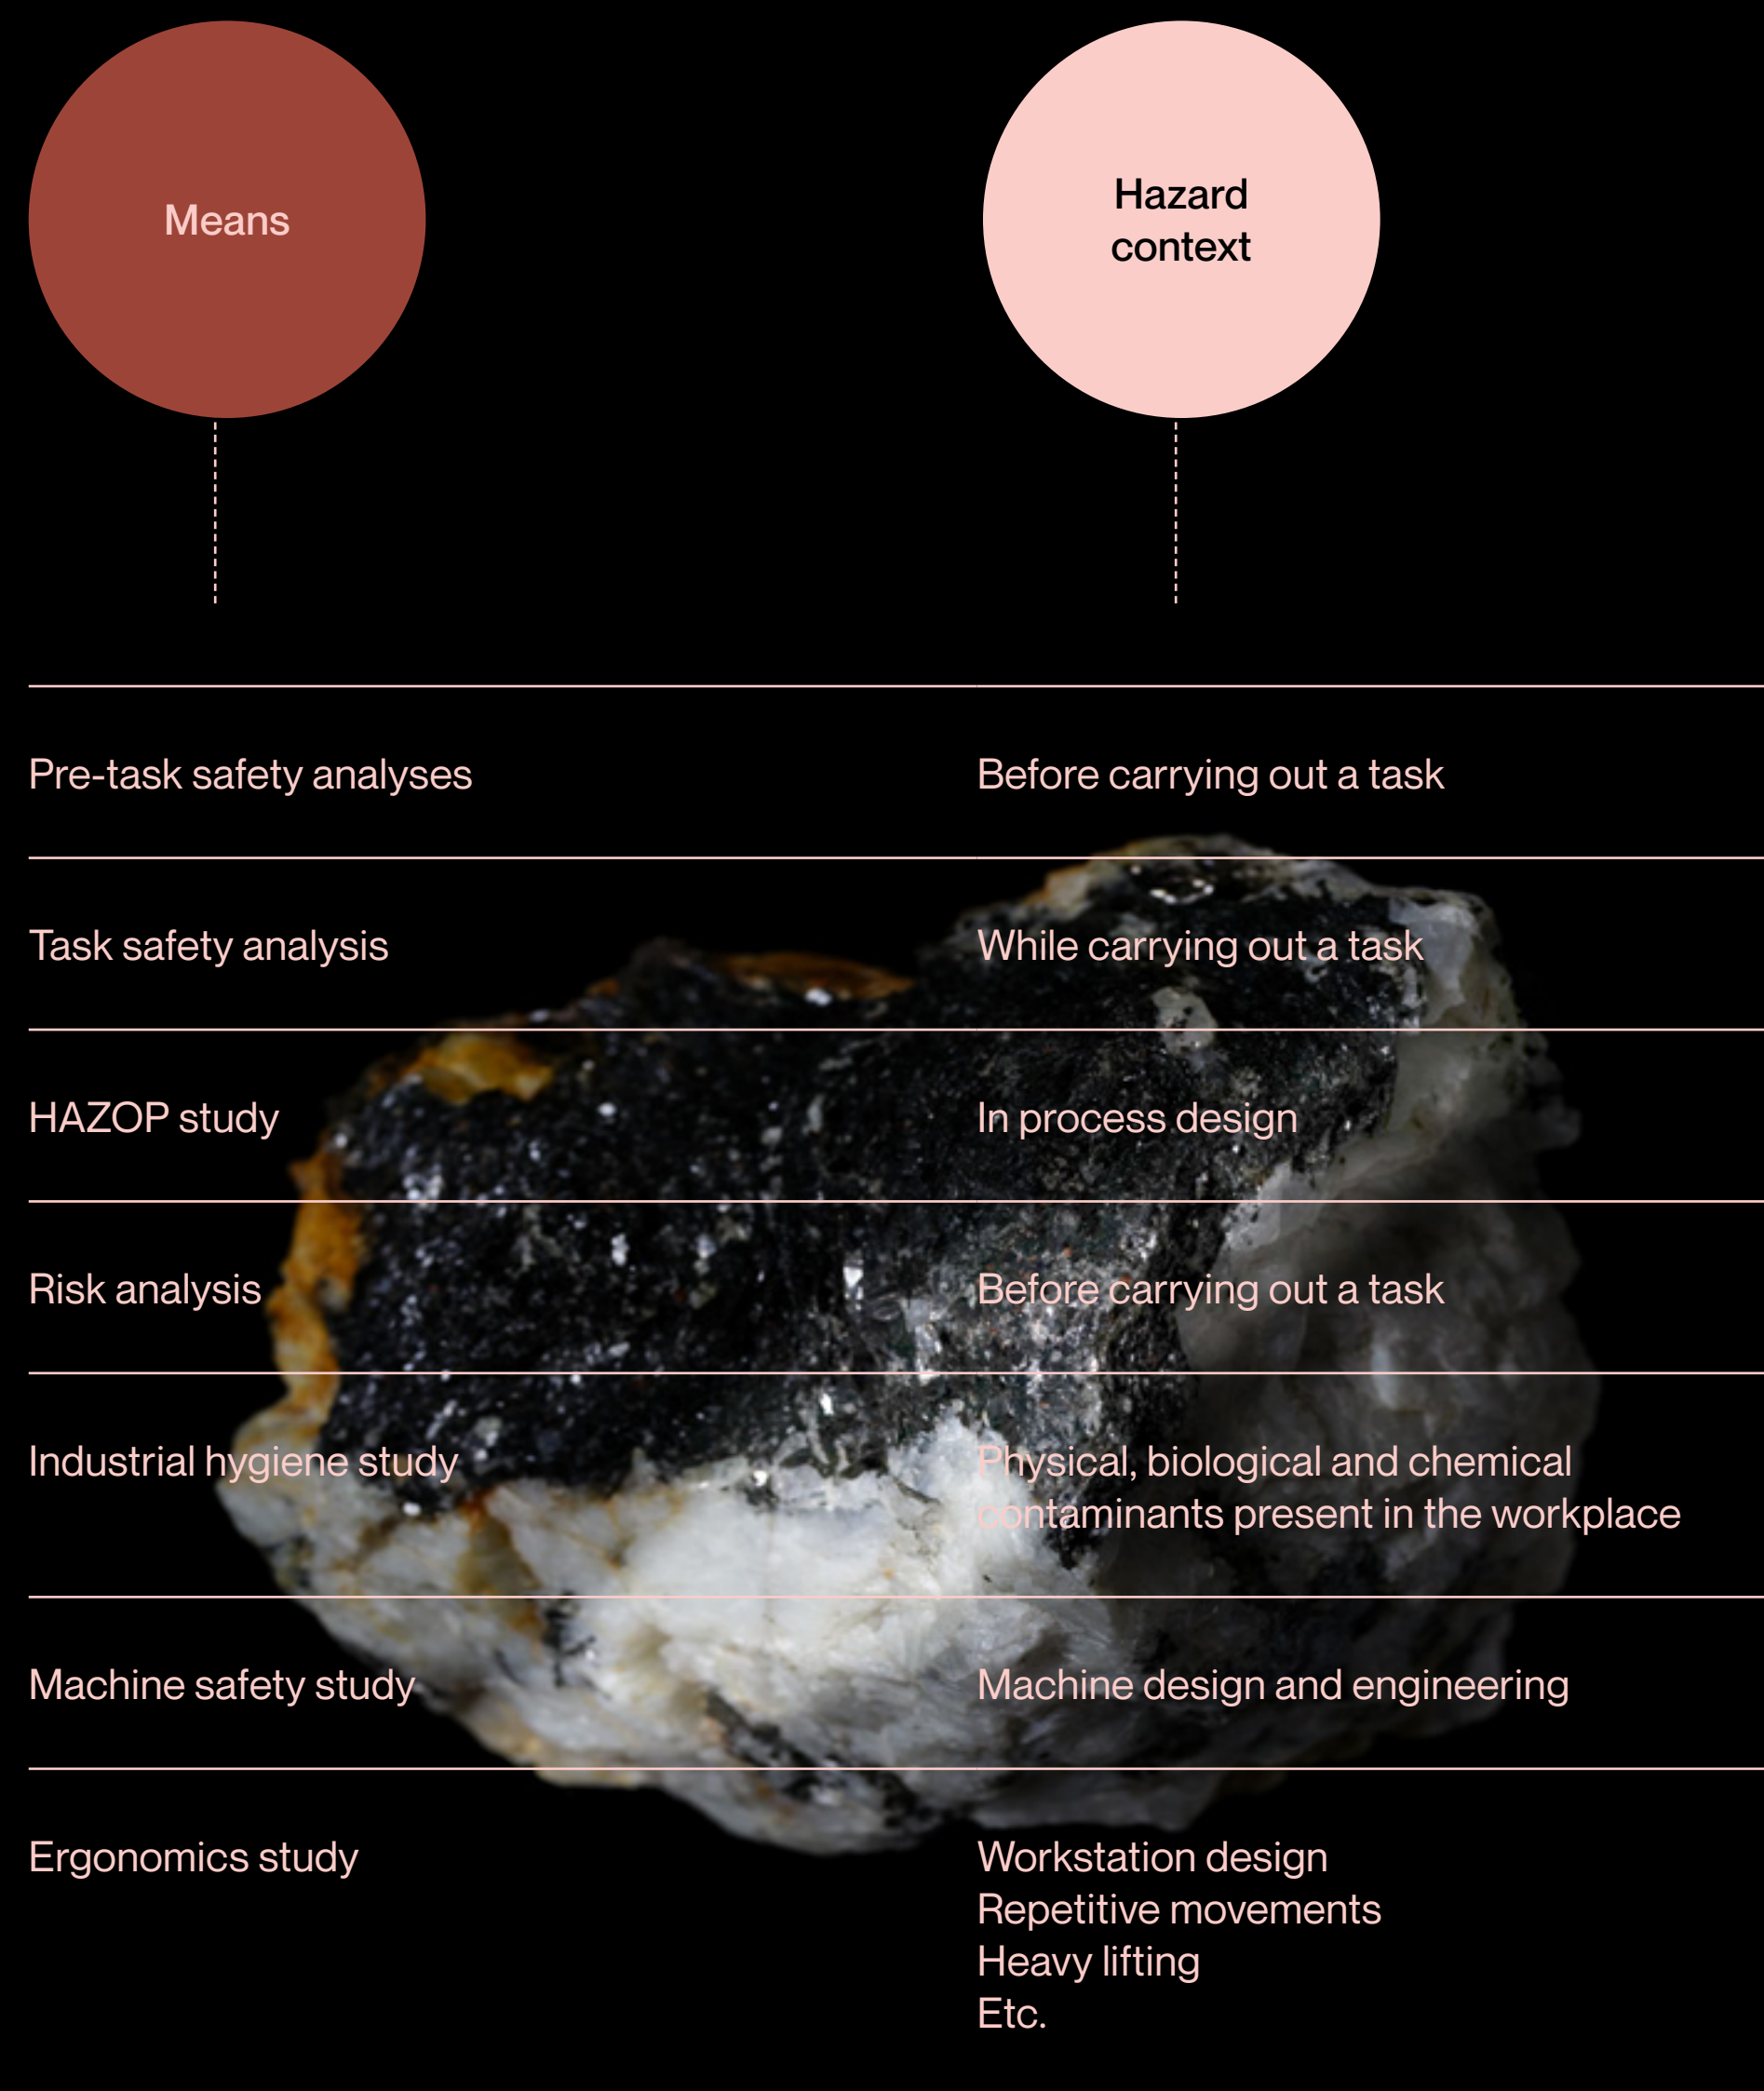 Means
Hazard
context
Pre-task safety analyses
Before carrying out a task
Task safety analysis
While carrying out a task
HAZOP study
In process design
Risk analysis
Before carrying out a task
Industrial hygiene study
Physical, biological and chemical
contaminants present in the workplace
Machine safety study
Machine design and engineering
Ergonomics study
Workstation design
Repetitive movements
Heavy lifting
Etc.